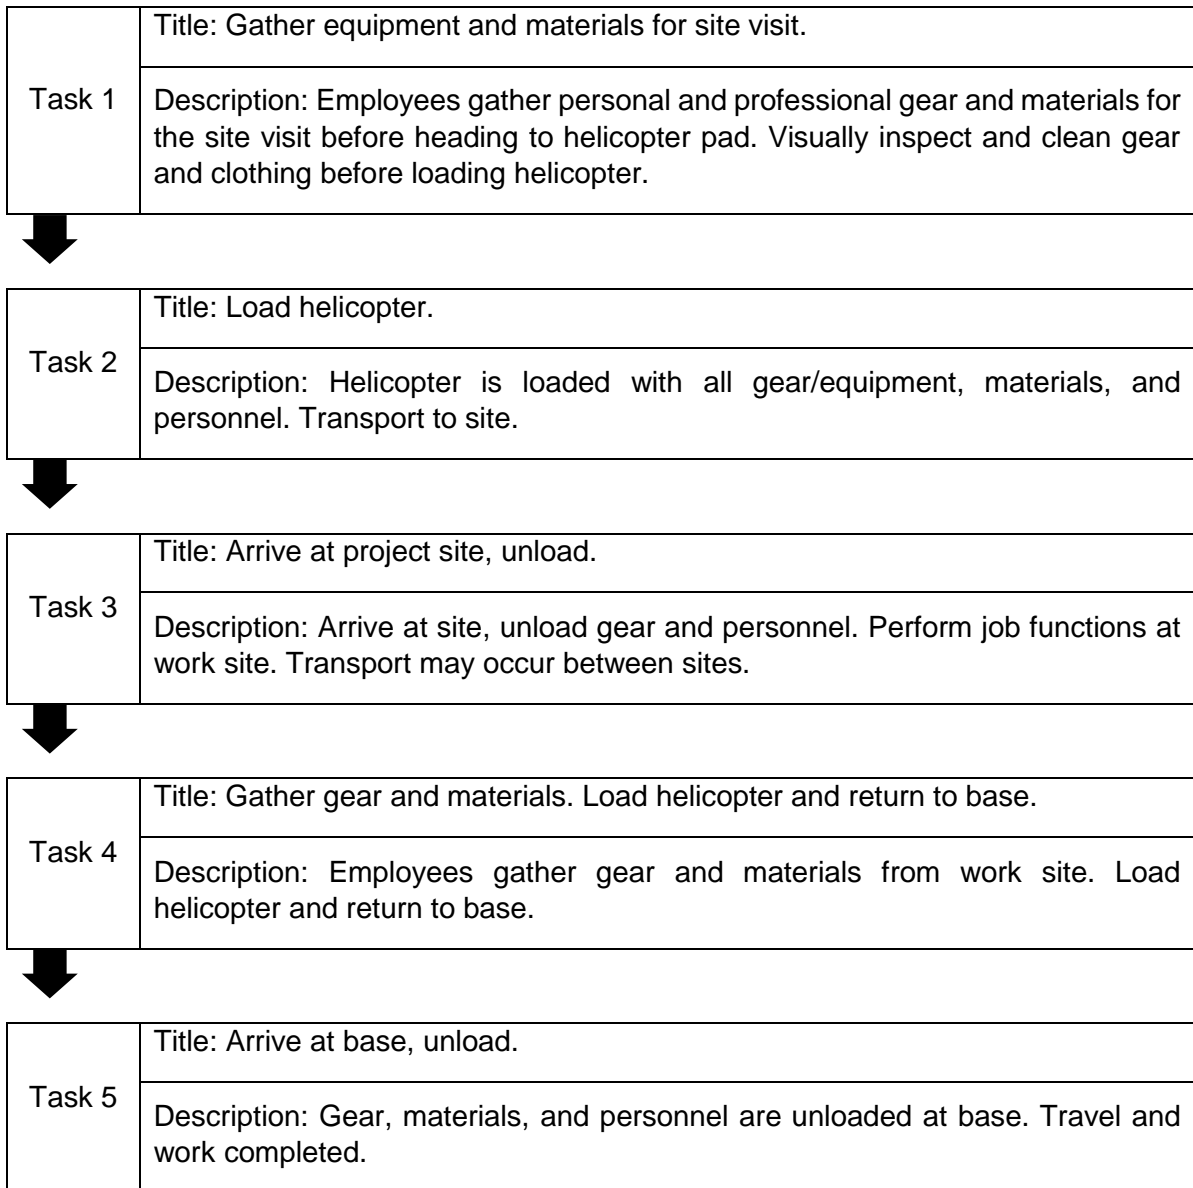 Title: Gather equipment and materials for site visit.
Task 1
Description: Employees gather personal and professional gear and materials for
the site visit before heading to helicopter pad. Visually inspect and clean gear
and clothing before loading helicopter.
Title: Load helicopter.
Task 2
Description: Helicopter is loaded with all gear/equipment, materials, and
personnel. Transport to site.
Title: Arrive at project site, unload.
Task 3
Description: Arrive at site, unload gear and personnel. Perform job functions at
work site. Transport may occur between sites.
Title: Gather gear and materials. Load helicopter and return to base.
Task 4
Description: Employees gather gear and materials from work site. Load
helicopter and return to base.
Title: Arrive at base, unload.
Task 5
Description: Gear, materials, and personnel are unloaded at base. Travel and
work completed.